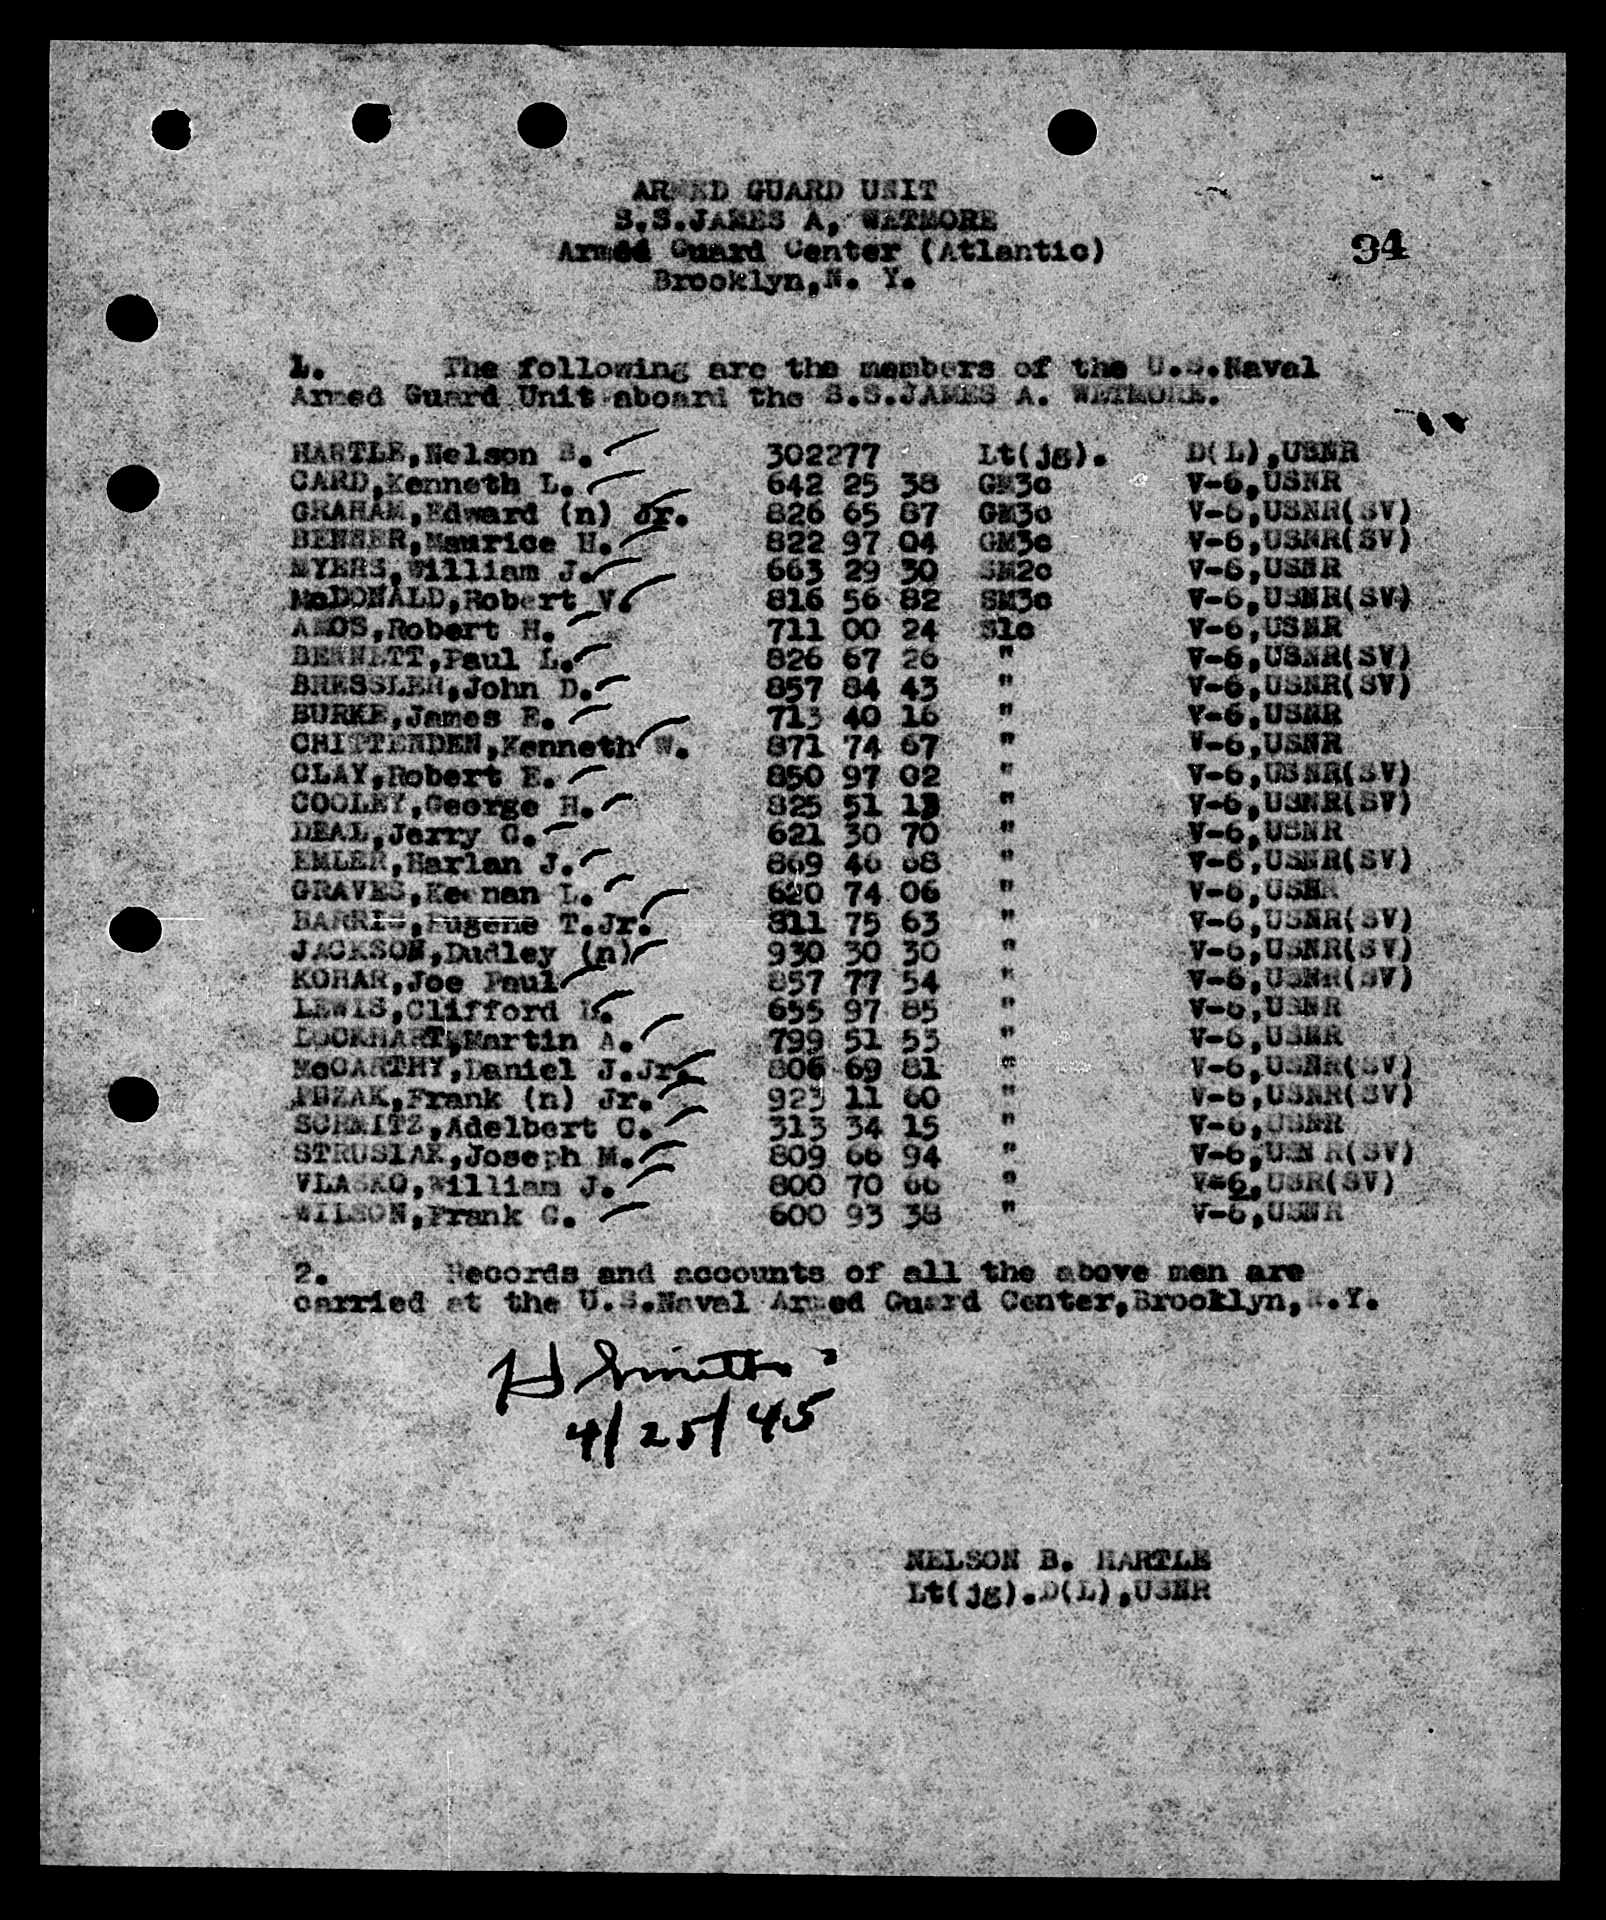 ARMED GUARD UNIT
S.S.JAMES A, WETMORE
Armed Guard Center (Atlantic)
34
Brooklyn,N. Y.
1. The following are the members of the U.S.Naval
Armed Guard Unit aboard the S.S.JAMES A. WETMORE.
HARTLE,Nelson B. 302277 Lt(jg). D(L),USNR
CARD,Kenneth L. 642 25 38 GM3c V-6,USNR
GRAHAM,Edward (n) Jr. 826 65 87 GM3c V-6,USNR(SV)
BENNER,Maurice H. 822 97 04 GM3c V-6,USNR(SV)
MYERS,William J. 663 29 30 SM2c V-6,USNR
McDONALD,Robert V. 816 56 82 SM3c V-6,USNR(SV)
AMOS,Robert H. 711 00 24 S1c V-6,USNR
BENNETT,Paul L. 826 67 26 " V-6,USNR(SV)
BRESSLER,John D. 857 84 43 " V-6,USNR(SV)
BURKE,James E. 713 40 16 " V-6,USNR
CHITTENDEN,Kenneth W. 871 74 67 " V-6,USNR
CLAY,Robert E. 850 97 02 " V-6,USNR(SV)
COOLEY,George H. 825 51 13 " V-6,USNR(SV)
DEAL,Jerry C. 621 30 70 " V-6,USNR
EMLER,Harlan J. 869 46 " V-6,USNR(SV)
GRAVES,Keenan L. 620 74 06 " V-6,USNR
HARRIS,Eugene T.Jr. 811 75 63 " V-6,USNR(SV)
JACKSON,Dudley (n) 930 30 30 " V-6,USNR(SV)
KOHAR,Joe Paul 857 77 54 " V-6,USNR(SV)
LEWIS,Clifford 655 97 85 " V-6,USNR
LOCKHART,Martin A. 799 51 53 " V-6,USNR
McCARTHY,Daniel J.Jr. 806 69 81 " V-6,USNR(SV)
Frank (n) Jr. 923 11 60 " V-6,USNR(SV)
SCHMITZ,Adelbert C. 313 34 15 " V-6,USNR
STRUSIAK,Joseph M. 809 66 94 " V-6,USN R(SV)
VLASKO,William J. 800 70 66 " V-6,USR(SV)
WILSON,Frank G. 600 93 38 " V-6,USNR
2. Records and accounts of all the above men are
carried at the U.S.Naval Armed Guard Center,Brooklyn,N.Y.
H Smith
4/25/45
NELSON B. HARTLE
Lt(jg).D(L),USNR